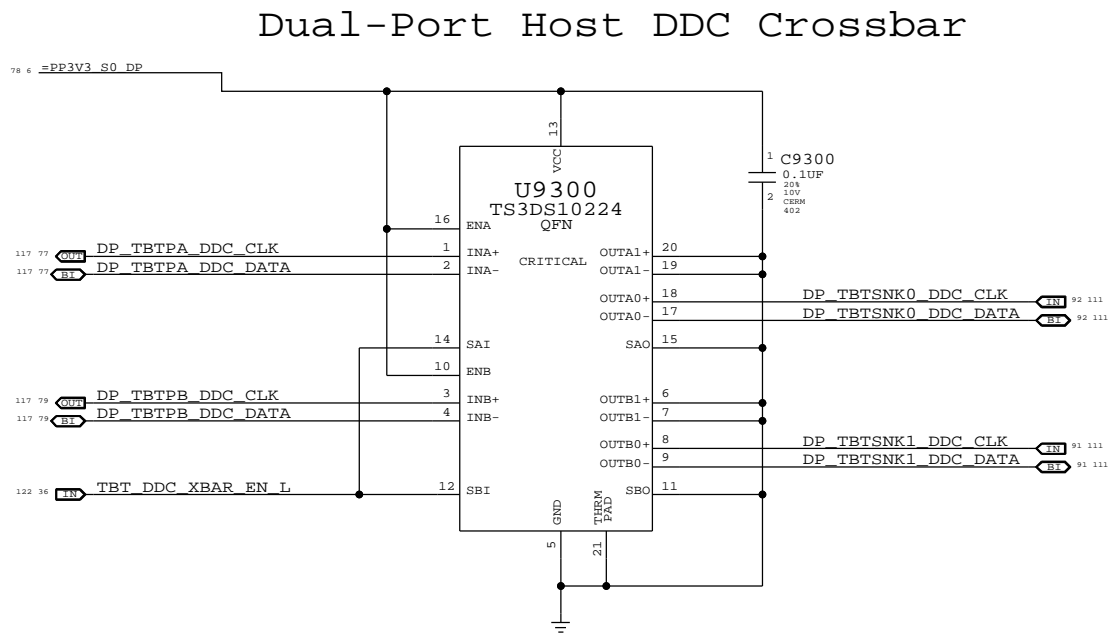 Dual-Port Host DDC Crossbar
78 6 =PP3V3_S0_DP
13
VCC
1 C9300
0.1UF
20%
10V
CERM
402
2
U9300
TS3DS10224
QFN
CRITICAL
16 ENA
117 77 OUT DP_TBTPA_DDC_CLK 1 INA+ OUTA1+ 20
117 77 BI DP_TBTPA_DDC_DATA 2 INA- OUTA1- 19
OUTA0+ 18 DP_TBTSNK0_DDC_CLK IN 92 111
OUTA0- 17 DP_TBTSNK0_DDC_DATA BI 92 111
14 SAI SAO 15
10 ENB
117 79 OUT DP_TBTPB_DDC_CLK 3 INB+ OUTB1+ 6
117 79 BI DP_TBTPB_DDC_DATA 4 INB- OUTB1- 7
OUTB0+ 8 DP_TBTSNK1_DDC_CLK IN 91 111
OUTB0- 9 DP_TBTSNK1_DDC_DATA BI 91 111
122 36 IN TBT_DDC_XBAR_EN_L 12 SBI SBO 11
GND
THRM
PAD
5
21